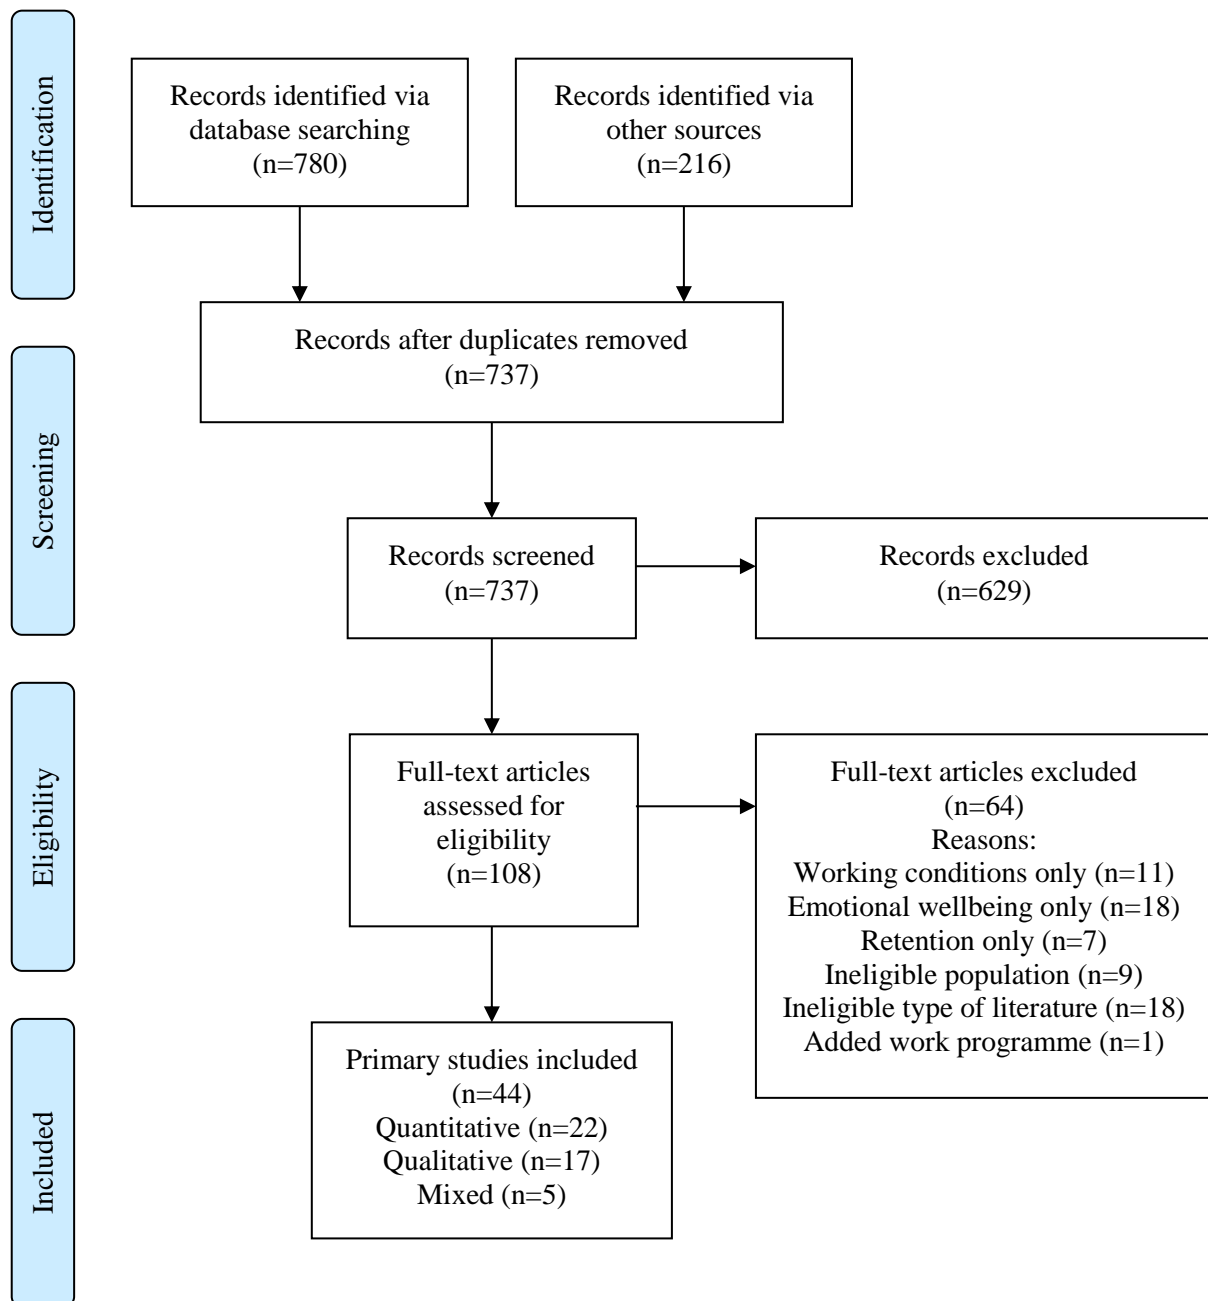 Identification
Records identified via
database searching
(n=780)
Records identified via
other sources
(n=216)
Records after duplicates removed
(n=737)
Screening
Records screened
(n=737)
Records excluded
(n=629)
Eligibility
Full-text articles
assessed for
eligibility
(n=108)
Full-text articles excluded
(n=64)
Reasons:
Working conditions only (n=11)
Emotional wellbeing only (n=18)
Retention only (n=7)
Ineligible population (n=9)
Ineligible type of literature (n=18)
Added work programme (n=1)
Included
Primary studies included
(n=44)
Quantitative (n=22)
Qualitative (n=17)
Mixed (n=5)